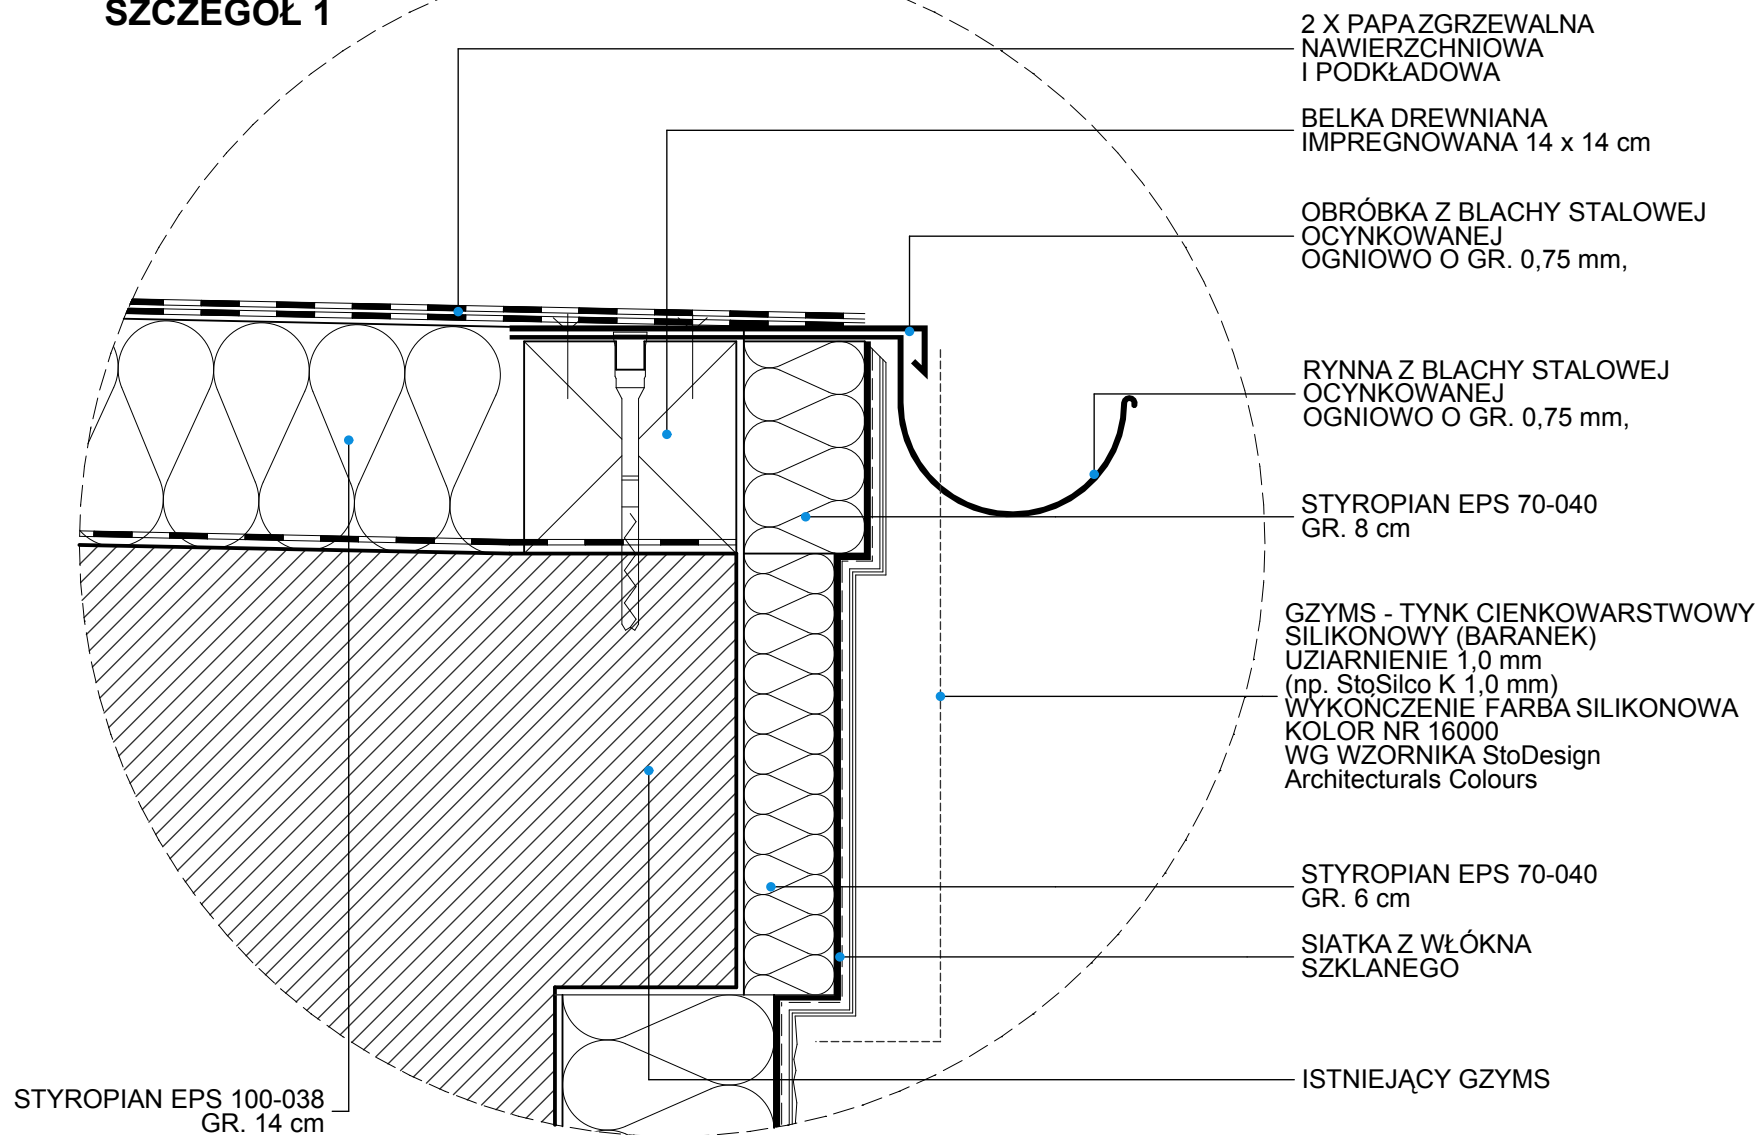 SZCZEGÓŁ 1
2 X PAPA ZGRZEWALNA
NAWIERZCHNIOWA
I PODKŁADOWA
BELKA DREWNIANA
IMPREGNOWANA 14 x 14 cm
OBRÓBKA Z BLACHY STALOWEJ
OCYNKOWANEJ
OGNIOWO O GR. 0,75 mm,
RYNNA Z BLACHY STALOWEJ
OCYNKOWANEJ
OGNIOWO O GR. 0,75 mm,
STYROPIAN EPS 70-040
GR. 8 cm
GZYMS - TYNK CIENKOWARSTWOWY
SILIKONOWY (BARANEK)
UZIARNIENIE 1,0 mm
(np. StoSilco K 1,0 mm)
WYKOŃCZENIE FARBA SILIKONOWA
KOLOR NR 16000
WG WZORNIKA StoDesign
Architecturals Colours
STYROPIAN EPS 70-040
GR. 6 cm
SIATKA Z WŁÓKNA
SZKLANEGO
ISTNIEJĄCY GZYMS
STYROPIAN EPS 100-038
GR. 14 cm